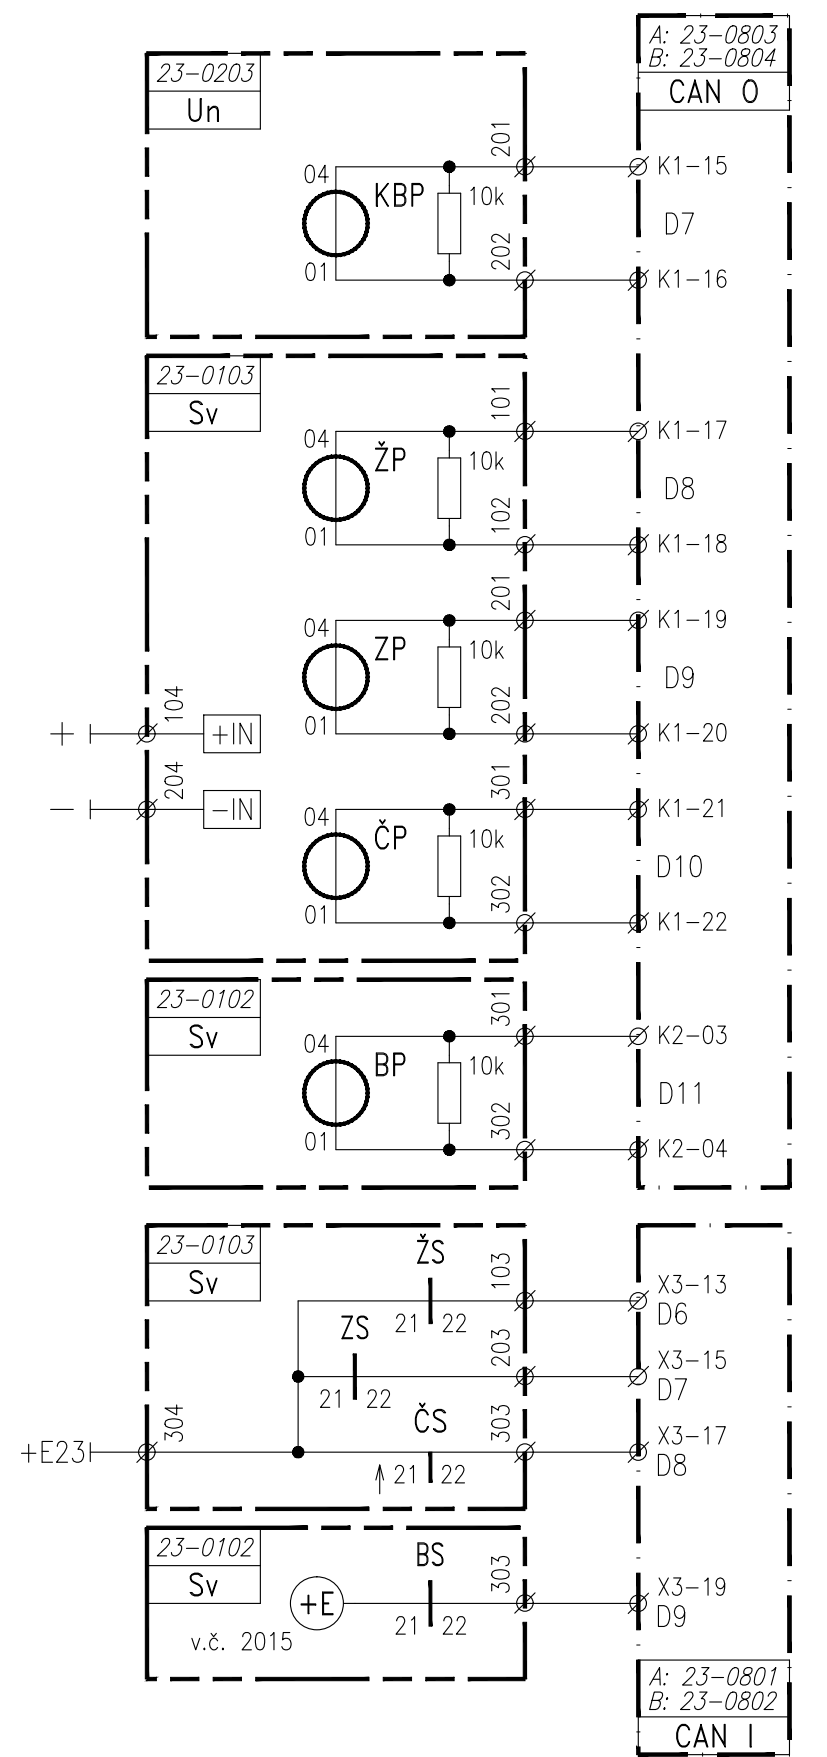 A: 23-0803
B: 23-0804
CAN O
23-0203
Un
201
04
KBP
10k
202
01
K1-15
D7
K1-16
23-0103
Sv
101
04
ŽP
10k
102
01
K1-17
D8
K1-18
201
04
ZP
10k
202
01
K1-19
D9
K1-20
+
104
+IN
−
204
-IN
301
04
ČP
10k
302
01
K1-21
D10
K1-22
23-0102
Sv
301
04
BP
10k
302
01
K2-03
D11
K2-04
23-0103
Sv
ŽS
103
21 22
X3-13
D6
ZS
203
21 22
X3-15
D7
ČS
303
304
+E23
21 22
X3-17
D8
23-0102
Sv
BS
303
+E
21 22
v.č. 2015
X3-19
D9
A: 23-0801
B: 23-0802
CAN I